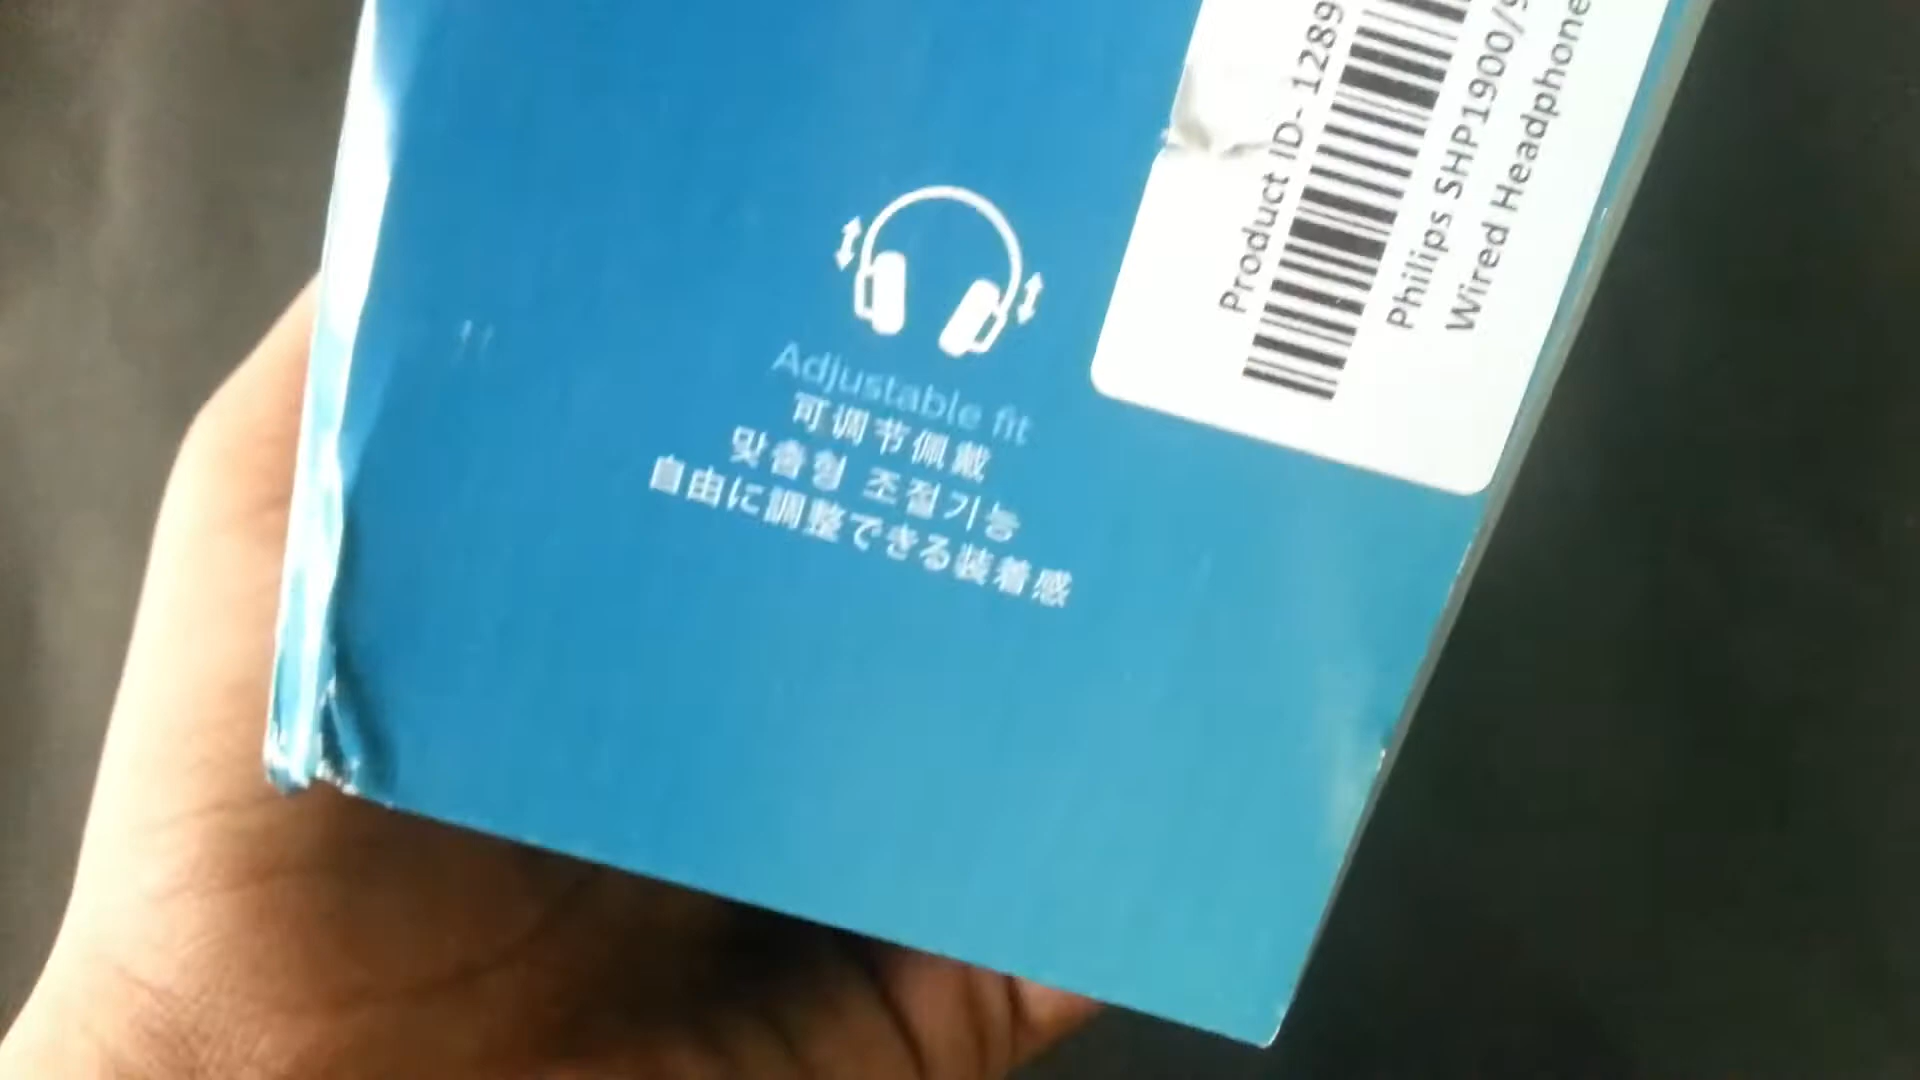 Adjustable fit
可调节佩戴
맞춤형 조절기능
自由に調整できる装着感
Product ID- 1289
Philips SHP1900/9
Wired Headphone